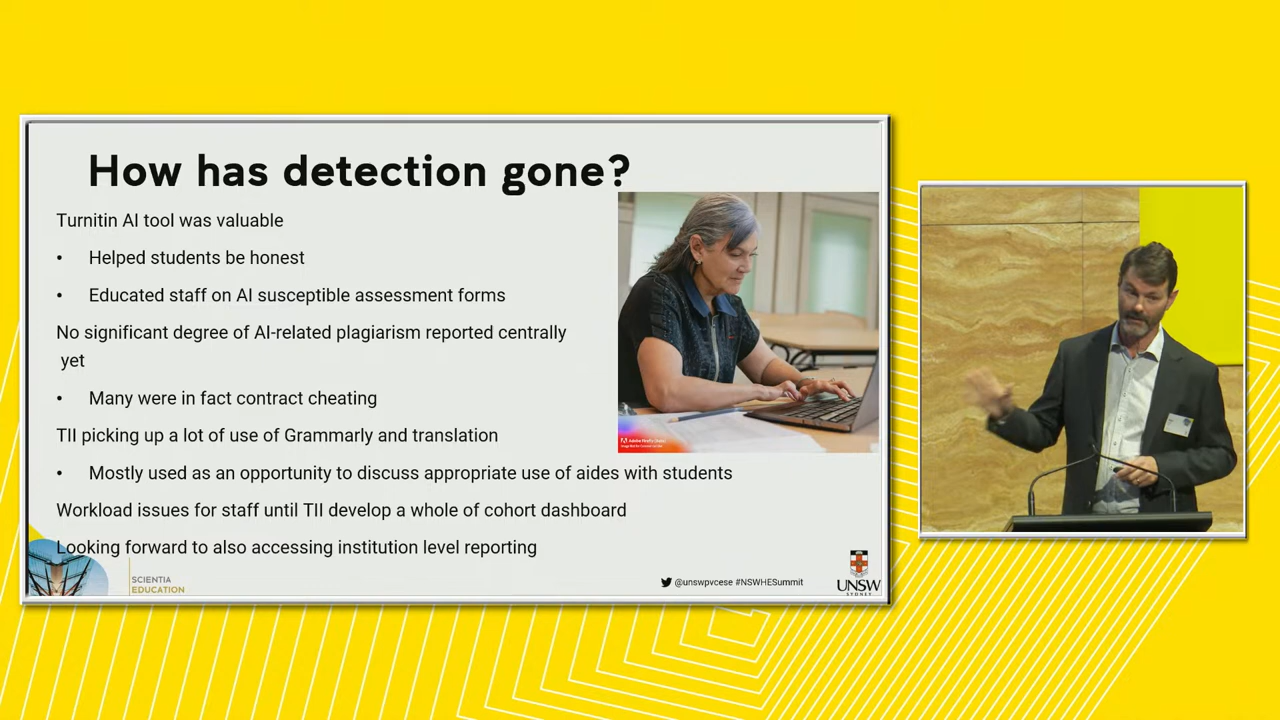 How has detection gone?
Turnitin AI tool was valuable
• Helped students be honest
• Educated staff on AI susceptible assessment forms
No significant degree of AI-related plagiarism reported centrally
yet
• Many were in fact contract cheating
TII picking up a lot of use of Grammarly and translation
• Mostly used as an opportunity to discuss appropriate use of aides with students
Workload issues for staff until TII develop a whole of cohort dashboard
Looking forward to also accessing institution level reporting
SCIENTIA
EDUCATION
@unswpvcese #NSWHESummit
UNSW
SYDNEY